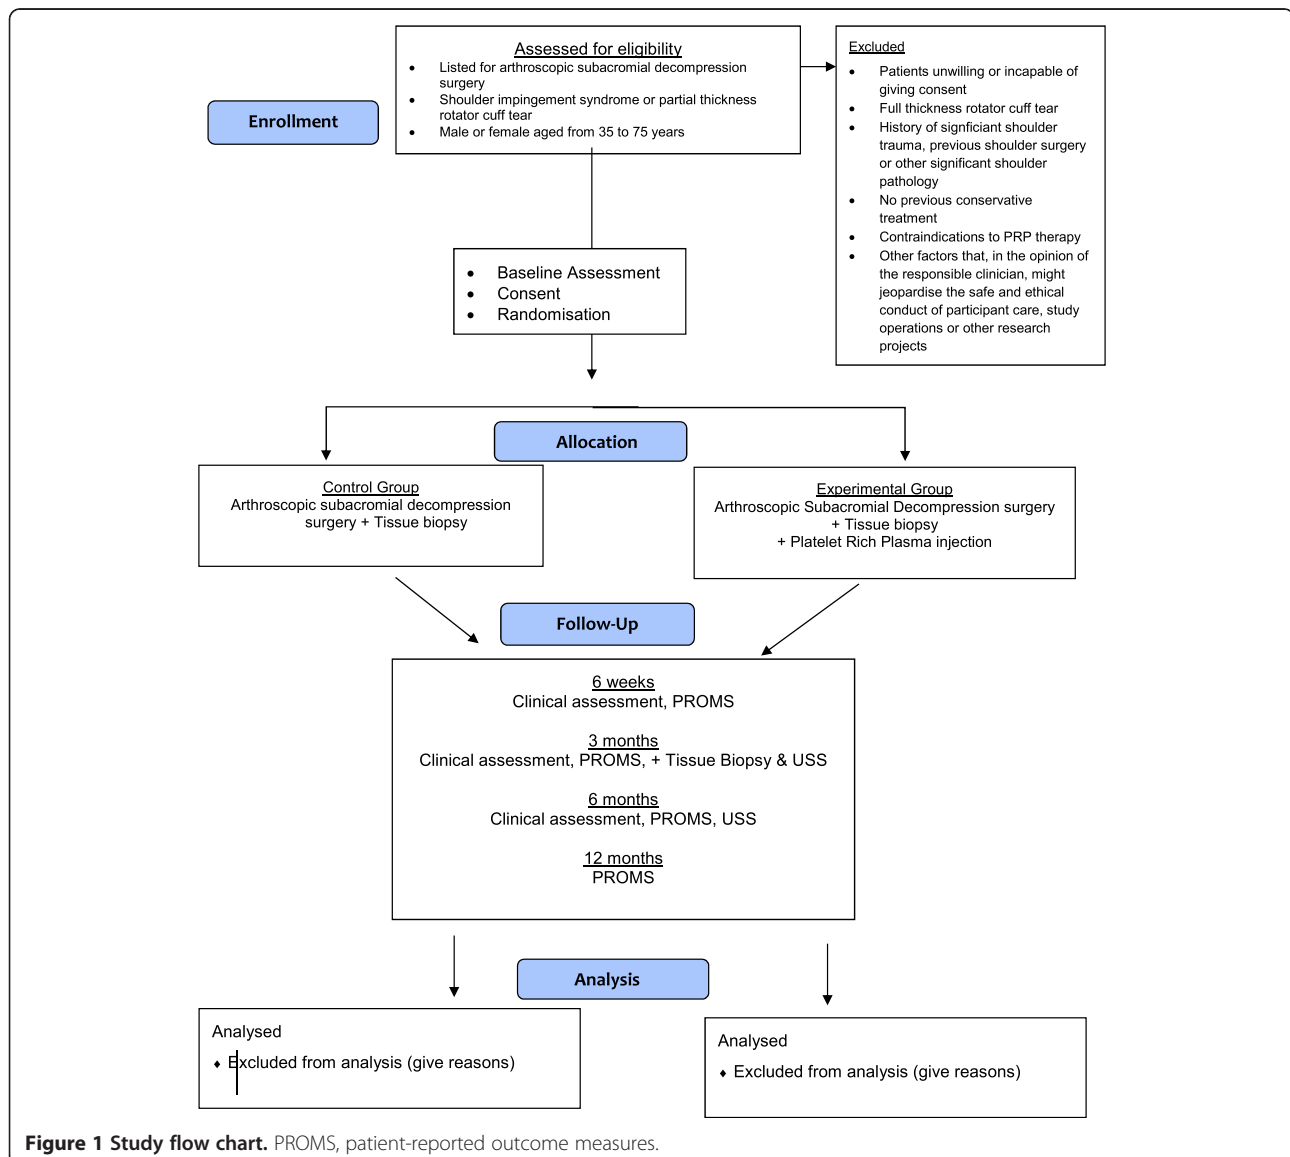 Assessed for eligibility
• Listed for arthroscopic subacromial decompression
surgery
• Shoulder impingement syndrome or partial thickness
rotator cuff tear
• Male or female aged from 35 to 75 years
Excluded
• Patients unwilling or incapable of
giving consent
• Full thickness rotator cuff tear
• History of signficiant shoulder
trauma, previous shoulder surgery
or other significant shoulder
pathology
• No previous conservative
treatment
• Contraindications to PRP therapy
• Other factors that, in the opinion of
the responsible clinician, might
jeopardise the safe and ethical
conduct of participant care, study
operations or other research
projects
Enrollment
• Baseline Assessment
• Consent
• Randomisation
Allocation
Control Group
Arthroscopic subacromial decompression
surgery + Tissue biopsy
Experimental Group
Arthroscopic Subacromial Decompression surgery
+ Tissue biopsy
+ Platelet Rich Plasma injection
Follow-Up
6 weeks
Clinical assessment, PROMS
3 months
Clinical assessment, PROMS, + Tissue Biopsy & USS
6 months
Clinical assessment, PROMS, USS
12 months
PROMS
Analysis
Analysed
♦ Excluded from analysis (give reasons)
Analysed
♦ Excluded from analysis (give reasons)
Figure 1 Study flow chart. PROMS, patient-reported outcome measures.